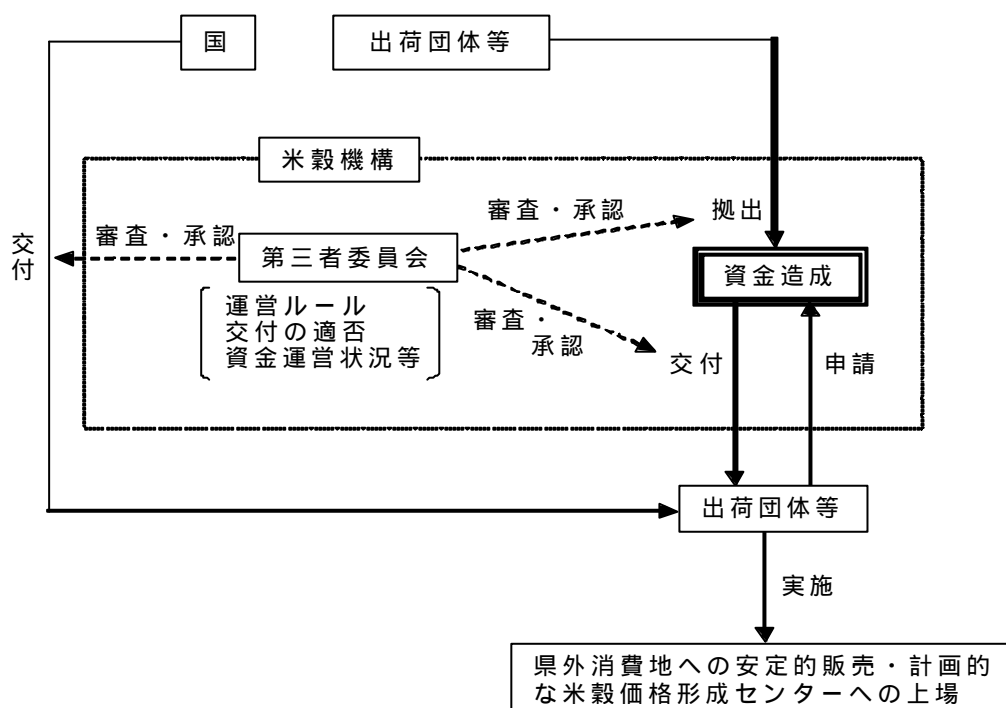 国
出荷団体等
米穀機構
拠出
審査・承認
審査・承認
交付
第三者委員会
資金造成
運営ルール
交付の適否
資金運営状況等
審査・
承認
交付
申請
出荷団体等
実施
県外消費地への安定的販売・計画的
な米穀価格形成センターへの上場